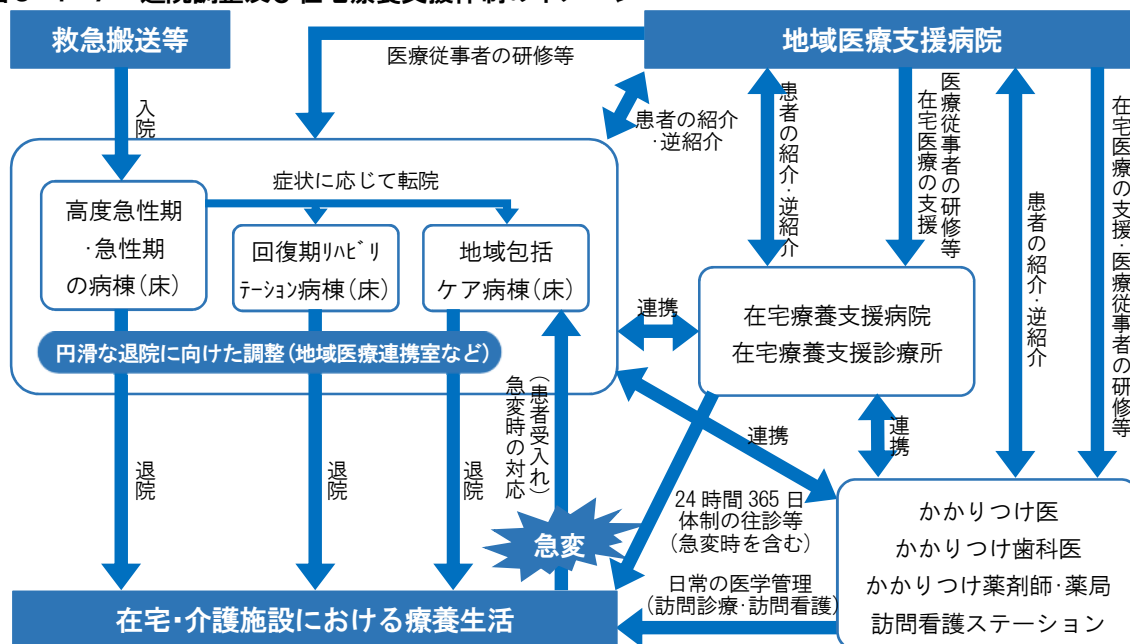 救急搬送等
地域医療支援病院
医療従事者の研修等
入院
患者の紹介
・逆紹介
患者の紹介・逆紹介
医療従事者の研修等
在宅医療の支援
患者の紹介・逆紹介
在宅医療の支援・医療従事者の研修等
症状に応じて転院
高度急性期
・急性期
の病棟(床)
回復期リハビリ
テーション病棟(床)
地域包括
ケア病棟(床)
連携
在宅療養支援病院
在宅療養支援診療所
円滑な退院に向けた調整(地域医療連携室など)
急変時の対応
(患者受入れ)
連携
連携
退院
退院
退院
24時間365日
体制の往診等
(急変時を含む)
急変
かかりつけ医
かかりつけ歯科医
かかりつけ薬剤師・薬局
訪問看護ステーション
日常の医学管理
(訪問診療・訪問看護)
在宅・介護施設における療養生活